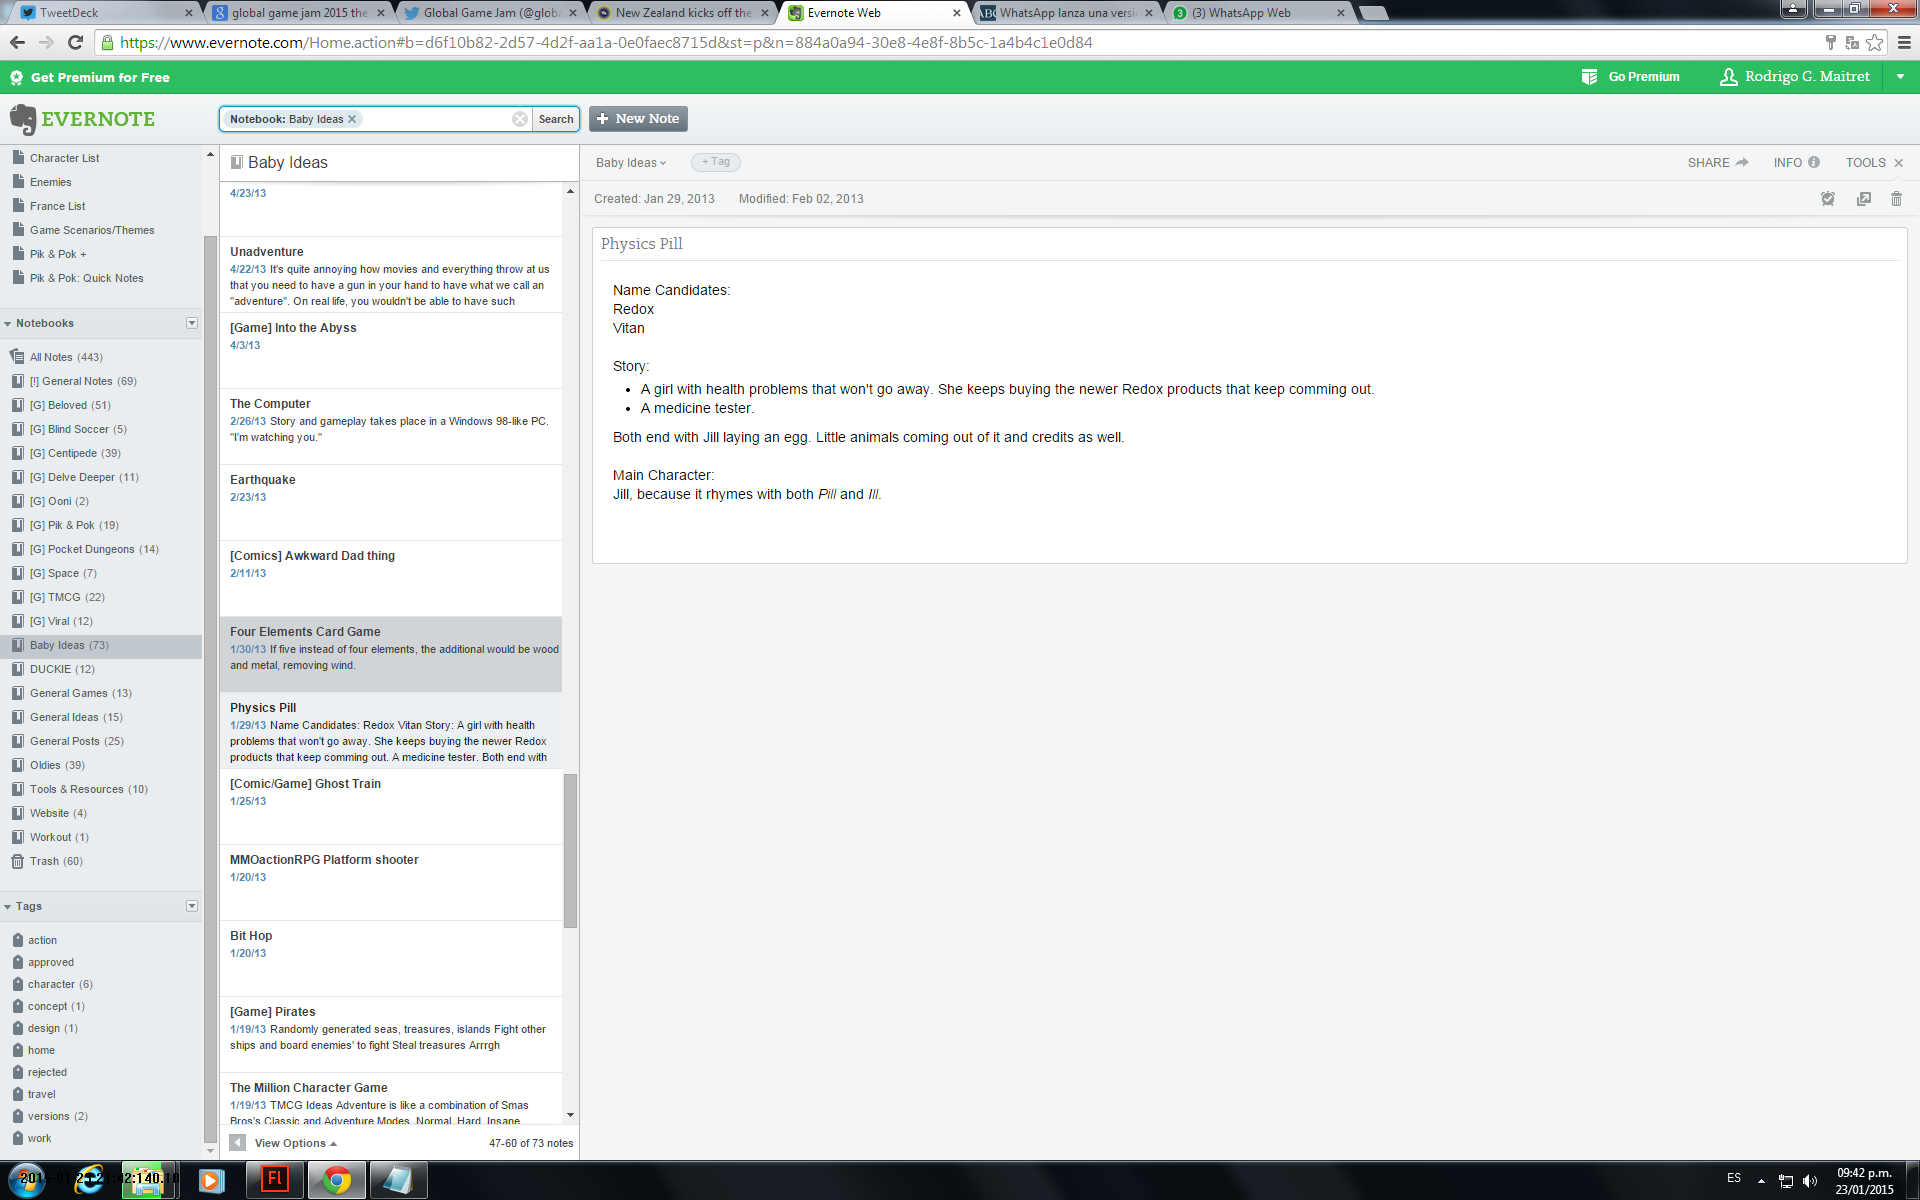 TweetDeck
global game jam 2015 the
Global Game Jam (@globa
New Zealand kicks off the
Evernote Web
WhatsApp lanza una versi
(3) WhatsApp Web
https://www.evernote.com/Home.action#b=d6f10b82-2d57-4d2f-aa1a-0e0faec8715d&st=p&n=884a0a94-30e8-4e8f-8b5c-1a4b4c1e0d84
Get Premium for Free
Go Premium
Rodrigo G. Maitret
EVERNOTE
Notebook: Baby Ideas
Search
+ New Note
Character List
Enemies
France List
Game Scenarios/Themes
Pik & Pok +
Pik & Pok: Quick Notes
Notebooks
All Notes (443)
[!] General Notes (69)
[G] Beloved (51)
[G] Blind Soccer (5)
[G] Centipede (39)
[G] Delve Deeper (11)
[G] Ooni (2)
[G] Pik & Pok (19)
[G] Pocket Dungeons (14)
[G] Space (7)
[G] TMCG (22)
[G] Viral (12)
Baby Ideas (73)
DUCKIE (12)
General Games (13)
General Ideas (15)
General Posts (25)
Oldies (39)
Tools & Resources (10)
Website (4)
Workout (1)
Trash (60)
Tags
action
approved
character (6)
concept (1)
design (1)
home
rejected
travel
versions (2)
work
Baby Ideas
4/23/13
Unadventure
4/22/13 It's quite annoying how movies and everything throw at us
that you need to have a gun in your hand to have what we call an
"adventure". On real life, you wouldn't be able to have such
[Game] Into the Abyss
4/3/13
The Computer
2/26/13 Story and gameplay takes place in a Windows 98-like PC.
"I'm watching you."
Earthquake
2/23/13
[Comics] Awkward Dad thing
2/11/13
Four Elements Card Game
1/30/13 If five instead of four elements, the additional would be wood
and metal, removing wind.
Physics Pill
1/29/13 Name Candidates: Redox Vitan Story: A girl with health
problems that won't go away. She keeps buying the newer Redox
products that keep comming out. A medicine tester. Both end with
[Comic/Game] Ghost Train
1/25/13
MMOactionRPG Platform shooter
1/20/13
Bit Hop
1/20/13
[Game] Pirates
1/19/13 Randomly generated seas, treasures, islands Fight other
ships and board enemies' to fight Steal treasures Arrrgh
The Million Character Game
1/19/13 TMCG Ideas Adventure is like a combination of Smas
Bros's Classic and Adventure Modes. Normal, Hard, Insane
View Options
47-60 of 73 notes
Baby Ideas
+ Tag
SHARE
INFO
TOOLS
Created: Jan 29, 2013
Modified: Feb 02, 2013
Physics Pill
Name Candidates:
Redox
Vitan
Story:
• A girl with health problems that won't go away. She keeps buying the newer Redox products that keep comming out.
• A medicine tester.
Both end with Jill laying an egg. Little animals coming out of it and credits as well.
Main Character:
Jill, because it rhymes with both Pill and Ill.
Fl
ES
09:42 p.m.
23/01/2015